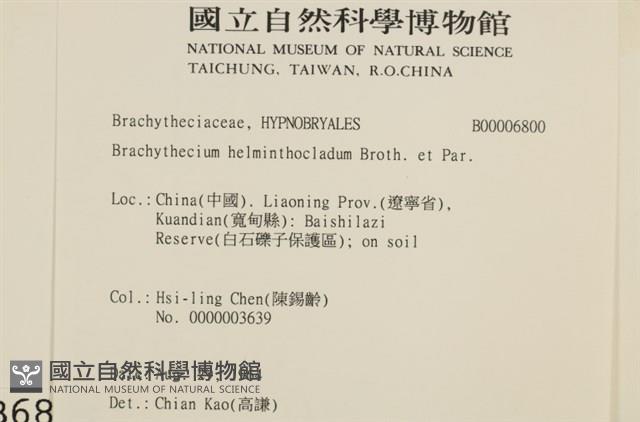 國立自然科學博物館
NATIONAL MUSEUM OF NATURAL SCIENCE
TAICHUNG, TAIWAN, R.O.CHINA
Brachytheciaceae, HYPNOBRYALES B00006800
Brachythecium helminthocladum Broth. et Par.
Loc.: China(中國). Liaoning Prov.(遼寧省),
Kuandian(寬甸縣): Baishilazi
Reserve(白石礫子保護區); on soil
Col.: Hsi-ling Chen(陳錫齡)
No. 0000003639
國立自然科學博物館
NATIONAL MUSEUM OF NATURAL SCIENCE
Det.: Chian Kao(高謙)
868